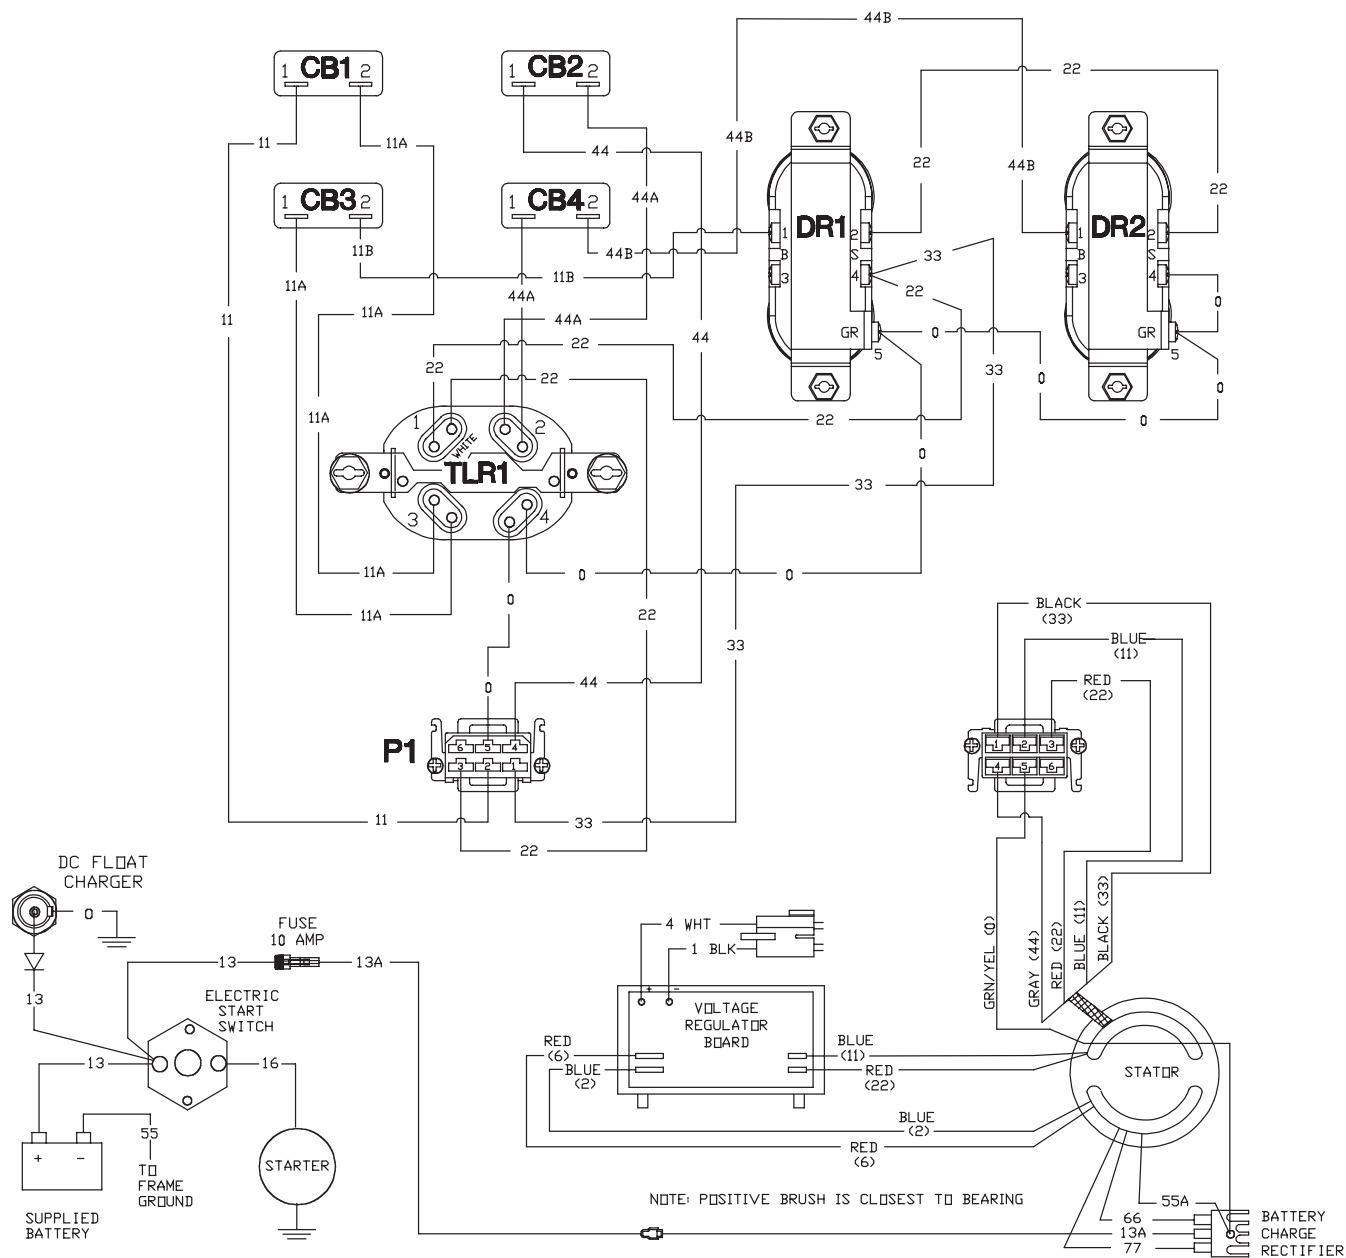 44B
1 CB1 2
1 CB2 2
22
11
11A
44
44B
22
44B
22
1 CB3 2
1 CB4 2
44A
11B
44B
DR1
1
2
B
S
3
4
GR
5
DR2
1
2
B
S
3
4
GR
5
33
22
11B
11A
44A
0
11
11A
44A
44
22
0
33
0
22
22
0
0
11A
22
0
1
WHITE
2
TLR1
0
33
3
4
11A
0
0
0
11A
22
33
BLACK
(33)
BLUE
(11)
RED
(22)
0
44
P1
6 5 4
3 2 1
1 2 3
4 5 6
11
33
22
DC FLOAT
CHARGER
0
FUSE
10 AMP
13
13A
13
ELECTRIC
START
SWITCH
13
16
55
+ -
TO
FRAME
GROUND
STARTER
SUPPLIED
BATTERY
4 WHT
1 BLK
+ -
VOLTAGE
REGULATOR
BOARD
RED
(6)
BLUE
(2)
BLUE
(11)
RED
(22)
BLUE
(2)
RED
(6)
GRN/YEL (0)
GRAY (44)
RED (22)
BLUE (11)
BLACK (33)
STATOR
NOTE: POSITIVE BRUSH IS CLOSEST TO BEARING
55A
66
13A
77
BATTERY
CHARGE
RECTIFIER